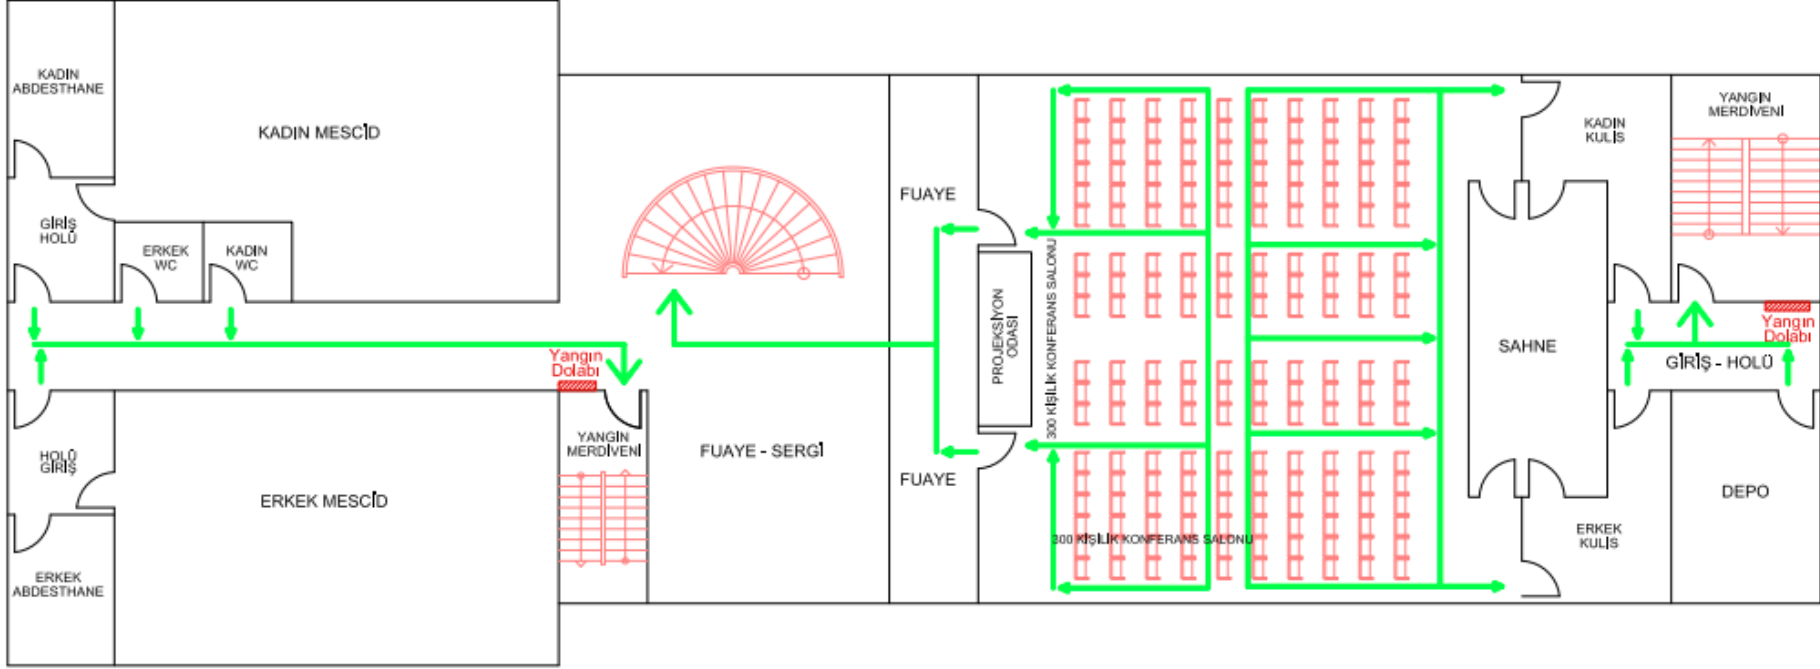 KADIN
ABDESTHANE
KADIN MESCİD
GİRİŞ
HOLÜ
ERKEK
WC
KADIN
WC
Yangın
Dolabı
HOLÜ
GİRİŞ
ERKEK MESCİD
ERKEK
ABDESTHANE
YANGIN
MERDİVENİ
FUAYE - SERGİ
FUAYE
FUAYE
PROJEKSİYON
ODASI
300 KİŞİLİK KONFERANS SALONU
300 KİŞİLİK KONFERANS SALONU
SAHNE
KADIN
KULİS
YANGIN
MERDİVENİ
Yangın
Dolabı
GİRİŞ - HOLÜ
DEPO
ERKEK
KULİS